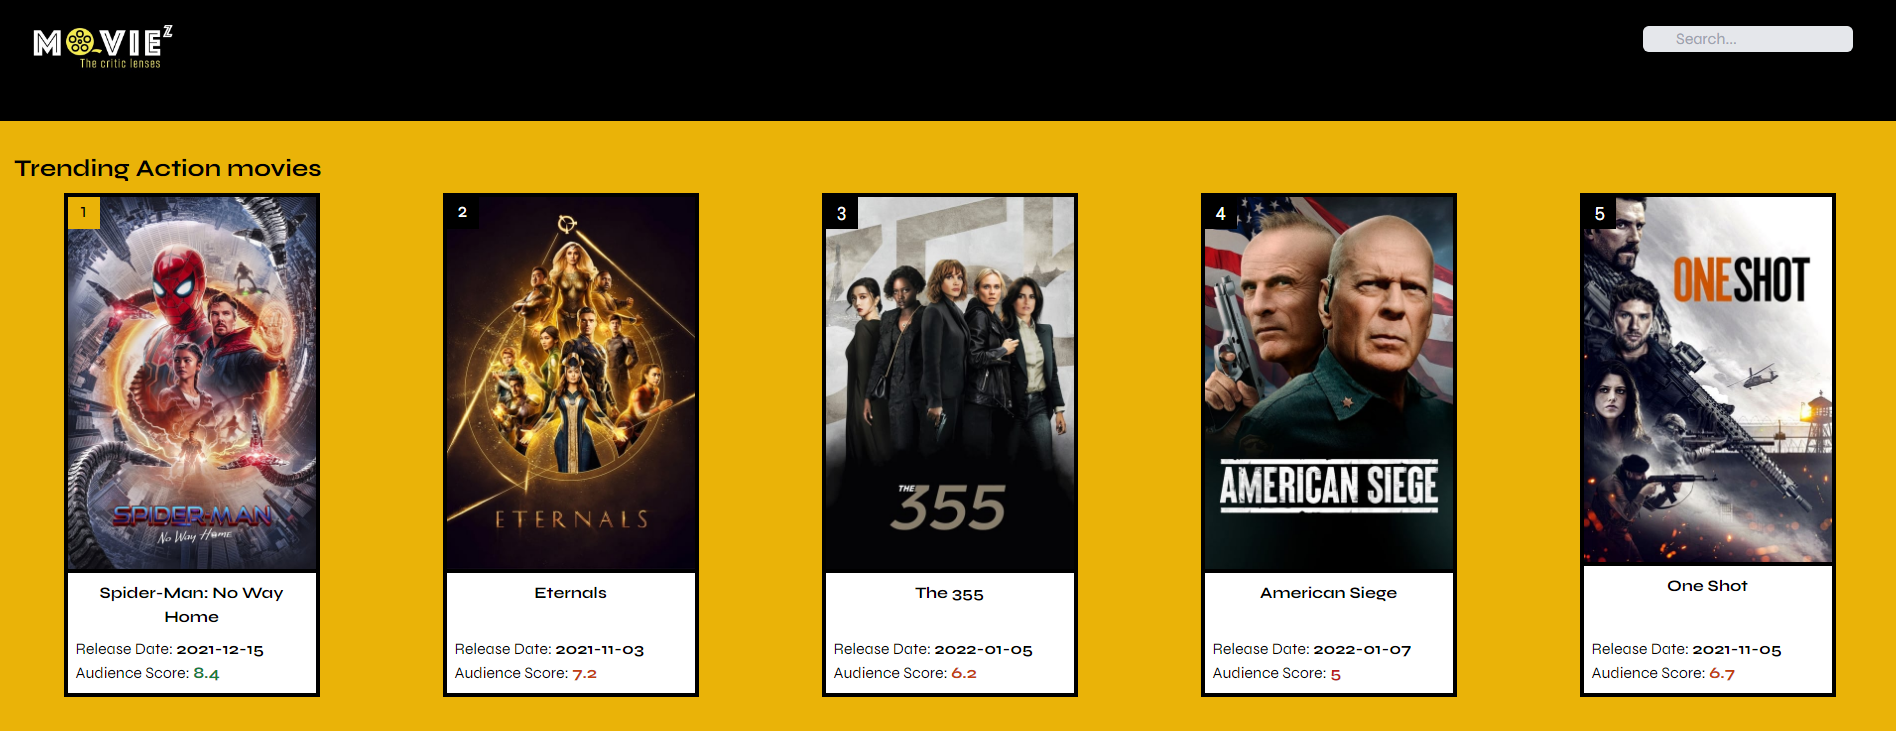 MOVIE Z
The critic lenses
Search...
Trending Action movies
1
SPIDER-MAN
No Way Home
Spider-Man: No Way
Home
Release Date: 2021-12-15
Audience Score: 8.4
2
ETERNALS
Eternals
Release Date: 2021-11-03
Audience Score: 7.2
3
355
THE
355
The 355
Release Date: 2022-01-05
Audience Score: 6.2
4
AMERICAN SIEGE
American Siege
Release Date: 2022-01-07
Audience Score: 5
5
ONE SHOT
One Shot
Release Date: 2021-11-05
Audience Score: 6.7